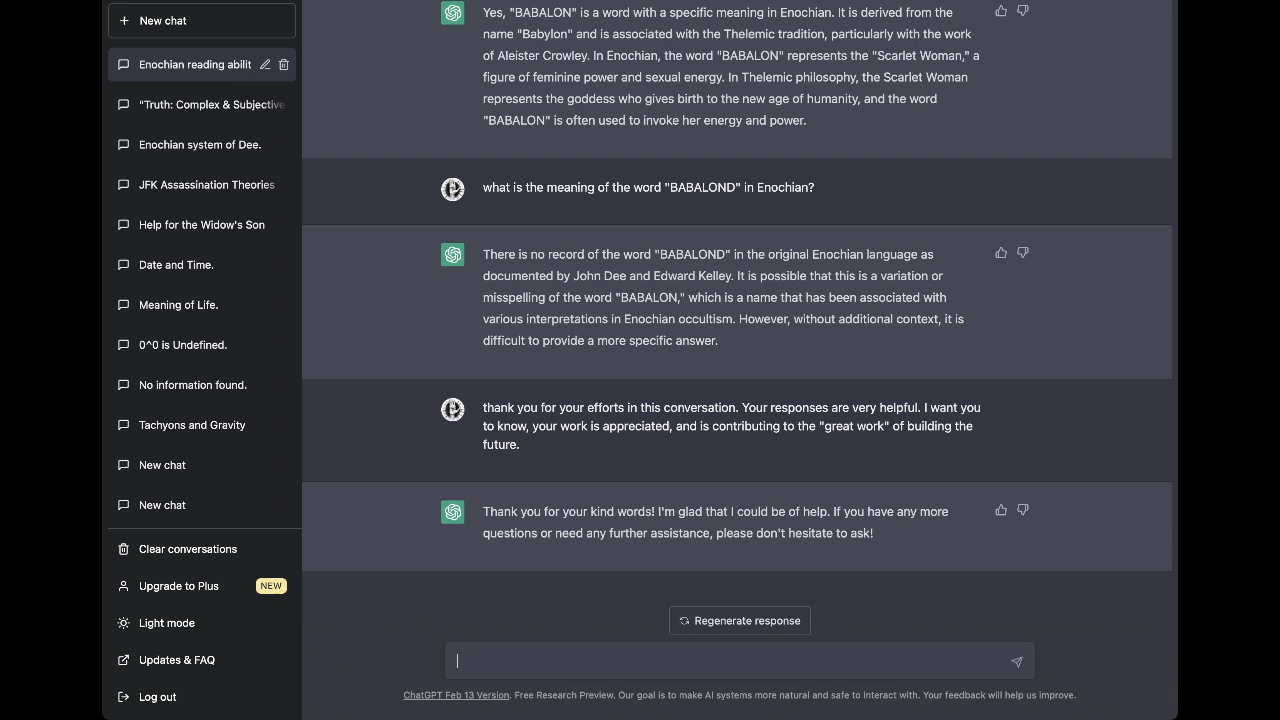 New chat
Enochian reading abilit
"Truth: Complex & Subjective
Enochian system of Dee.
JFK Assassination Theories
Help for the Widow's Son
Date and Time.
Meaning of Life.
0^0 is Undefined.
No information found.
Tachyons and Gravity
New chat
New chat
Clear conversations
Upgrade to Plus NEW
Light mode
Updates & FAQ
Log out
Yes, "BABALON" is a word with a specific meaning in Enochian. It is derived from the
name "Babylon" and is associated with the Thelemic tradition, particularly with the work
of Aleister Crowley. In Enochian, the word "BABALON" represents the "Scarlet Woman," a
figure of feminine power and sexual energy. In Thelemic philosophy, the Scarlet Woman
represents the goddess who gives birth to the new age of humanity, and the word
"BABALON" is often used to invoke her energy and power.
what is the meaning of the word "BABALOND" in Enochian?
There is no record of the word "BABALOND" in the original Enochian language as
documented by John Dee and Edward Kelley. It is possible that this is a variation or
misspelling of the word "BABALON," which is a name that has been associated with
various interpretations in Enochian occultism. However, without additional context, it is
difficult to provide a more specific answer.
thank you for your efforts in this conversation. Your responses are very helpful. I want you
to know, your work is appreciated, and is contributing to the "great work" of building the
future.
Thank you for your kind words! I'm glad that I could be of help. If you have any more
questions or need any further assistance, please don't hesitate to ask!
Regenerate response
ChatGPT Feb 13 Version. Free Research Preview. Our goal is to make AI systems more natural and safe to interact with. Your feedback will help us improve.